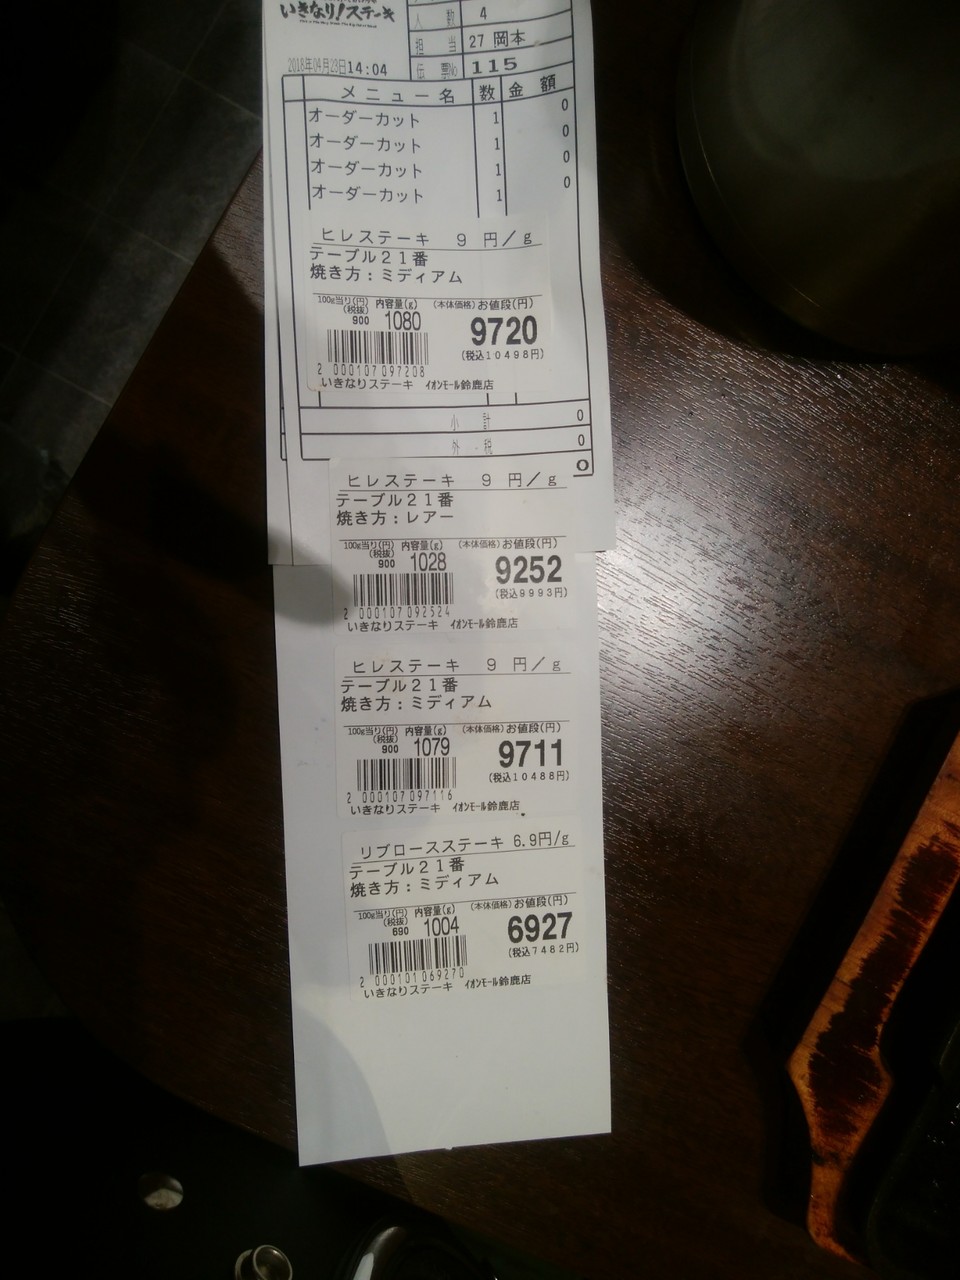 いきなり!ステーキ
人数 4
担当 27 岡本
2018年04月23日14:04
伝票No 115
メニュー名 数 金額
オーダーカット 1 0
オーダーカット 1 0
オーダーカット 1 0
オーダーカット 1 0
ヒレステーキ 9 円/g
テーブル21番
焼き方:ミディアム
100g当り(円) 内容量(g) (本体価格)お値段(円)
(税抜)
900 1080 9720
(税込10498円)
2 000107 097208
いきなりステーキ イオンモール鈴鹿店
小計 0
外税 0
0
ヒレステーキ 9 円/g
テーブル21番
焼き方:レアー
100g当り(円) 内容量(g) (本体価格)お値段(円)
(税抜)
900 1028 9252
(税込9993円)
2 000107 092524
いきなりステーキ イオンモール鈴鹿店
ヒレステーキ 9 円/g
テーブル21番
焼き方:ミディアム
100g当り(円) 内容量(g) (本体価格)お値段(円)
(税抜)
900 1079 9711
(税込10488円)
2 000107 097116
いきなりステーキ イオンモール鈴鹿店
リブロースステーキ 6.9円/g
テーブル21番
焼き方:ミディアム
100g当り(円) 内容量(g) (本体価格)お値段(円)
(税抜)
690 1004 6927
(税込7482円)
2 000101 069270
いきなりステーキ イオンモール鈴鹿店